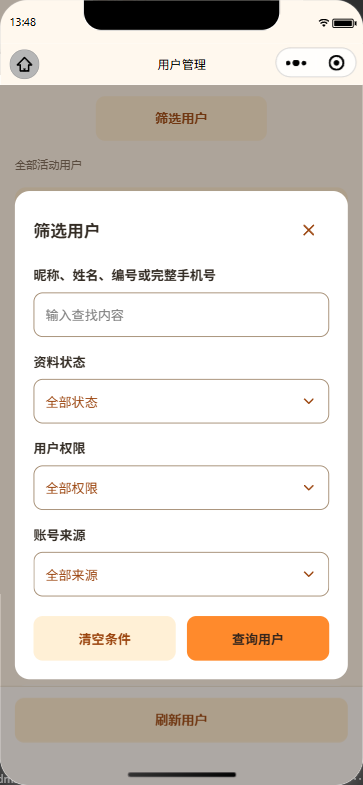 13:48
用户管理
筛选用户
全部活动用户
筛选用户
昵称、姓名、编号或完整手机号
输入查找内容
资料状态
全部状态
用户权限
全部权限
账号来源
全部来源
清空条件 查询用户
刷新用户